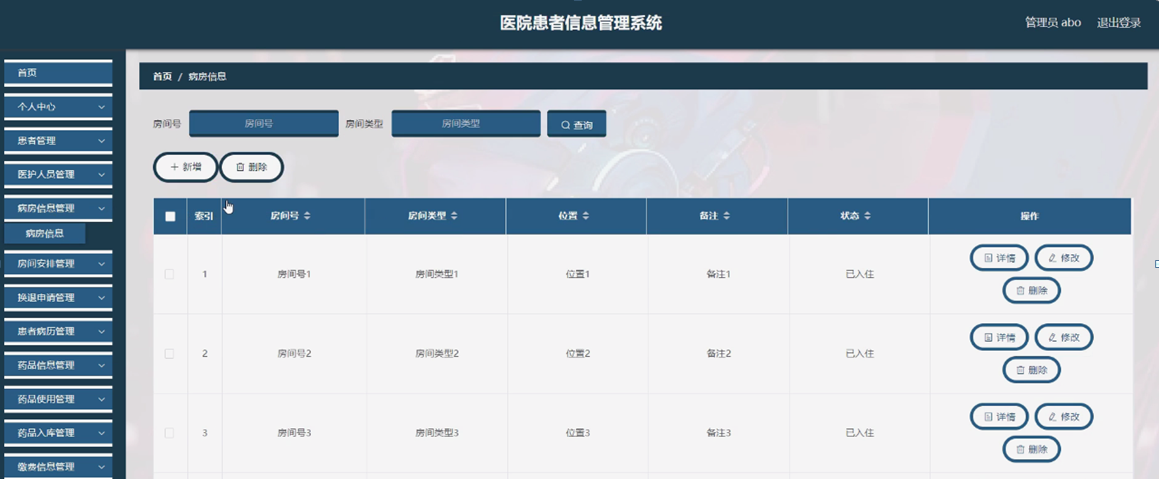 医院患者信息管理系统
管理员 abo 退出登录
首页
个人中心
患者管理
医护人员管理
病房信息管理
病房信息
房间安排管理
换退申请管理
患者病历管理
药品信息管理
药品使用管理
药品入库管理
缴费信息管理
首页 / 病房信息
房间号 房间号 房间类型 房间类型 查询
新增 删除
索引 房间号 房间类型 位置 备注 状态 操作
1 房间号1 房间类型1 位置1 备注1 已入住 详情 修改
删除
2 房间号2 房间类型2 位置2 备注2 已入住 详情 修改
删除
3 房间号3 房间类型3 位置3 备注3 已入住 详情 修改
删除